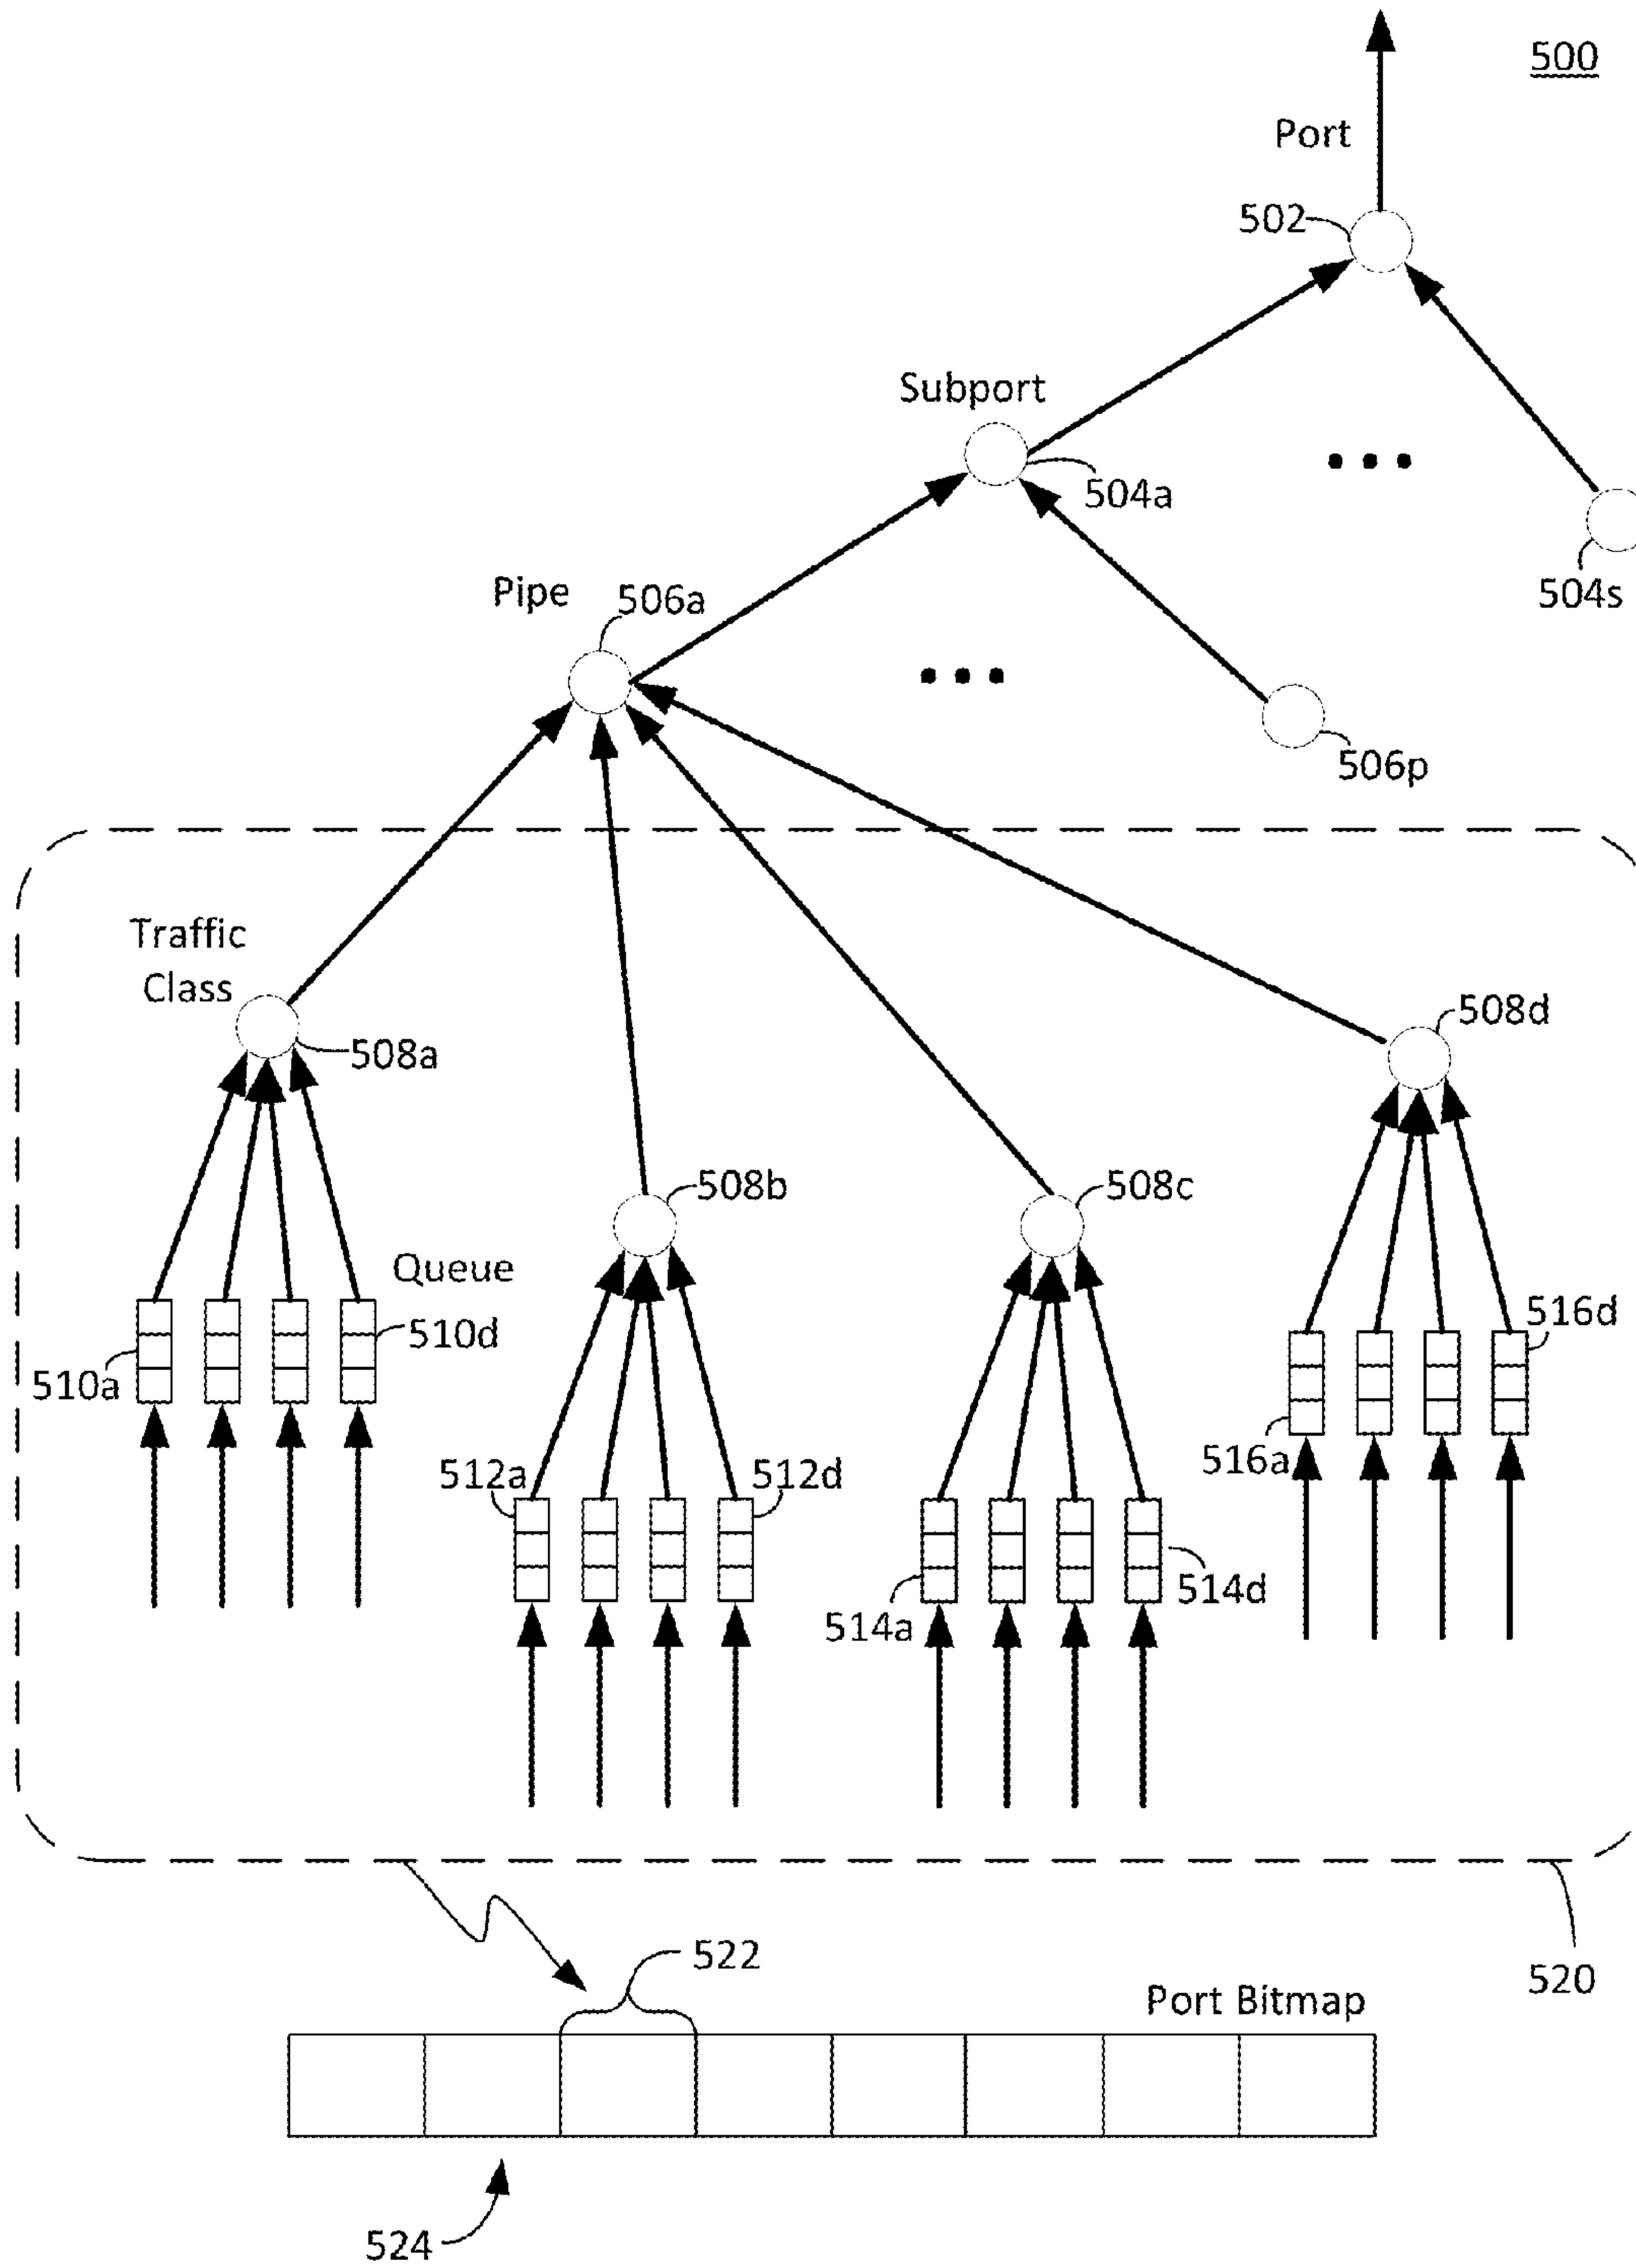 500
Port
502
Subport
504a
504s
Pipe
506a
506p
Traffic
Class
508a
508d
508b
508c
Queue
510a
510d
516d
516a
512a
512d
514a
514d
520
522
Port Bitmap
524